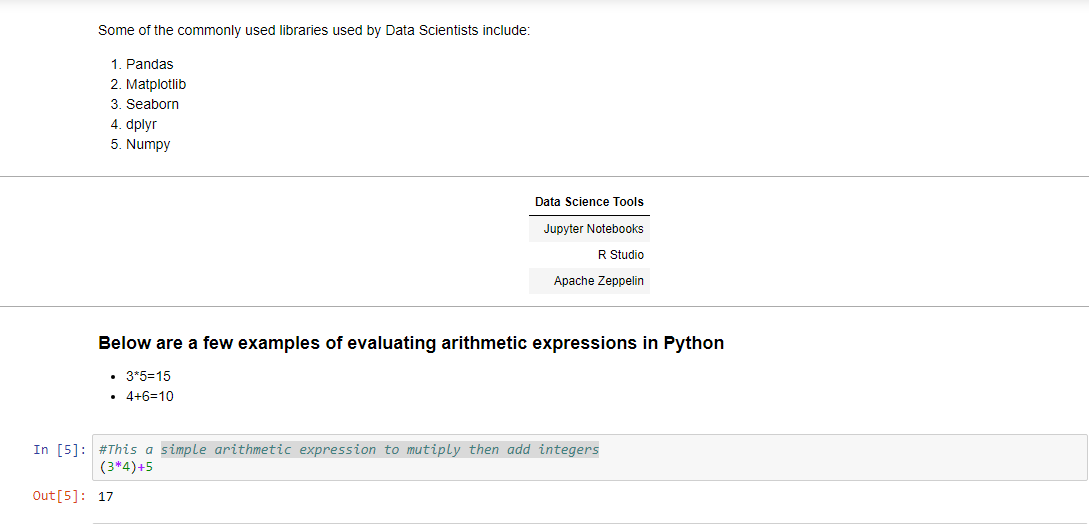 Some of the commonly used libraries used by Data Scientists include:
1. Pandas
2. Matplotlib
3. Seaborn
4. dplyr
5. Numpy
Data Science Tools
Jupyter Notebooks
R Studio
Apache Zeppelin
Below are a few examples of evaluating arithmetic expressions in Python
• 3*5=15
• 4+6=10
In [5]: #This a simple arithmetic expression to mutiply then add integers
(3*4)+5
Out[5]: 17